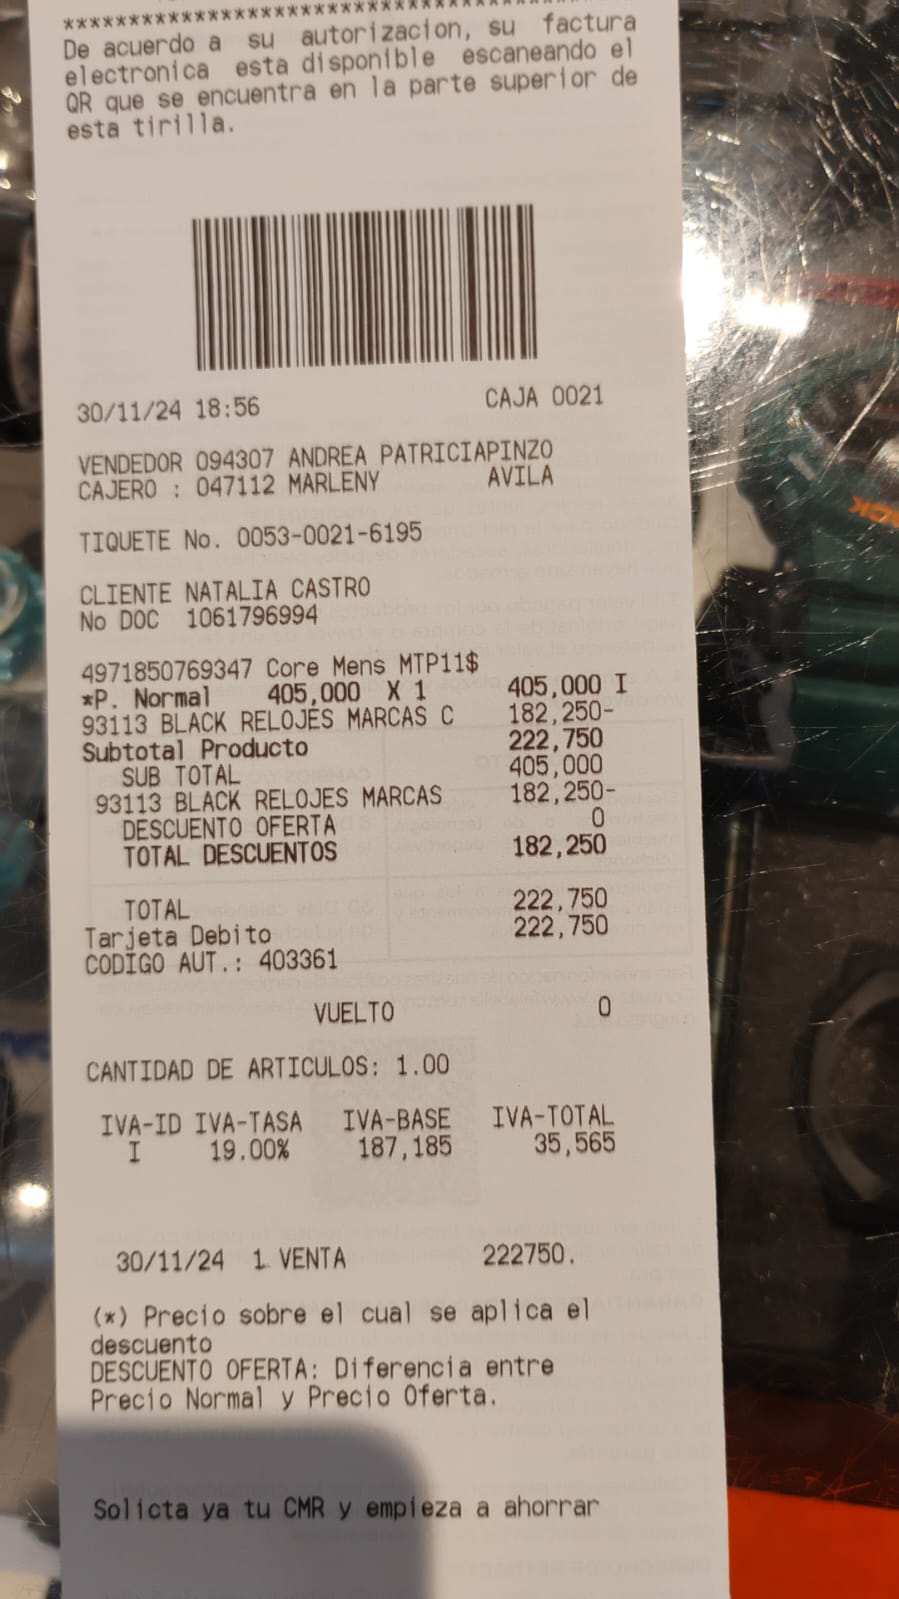 ****************************************
De acuerdo a su autorizacion, su factura
electronica esta disponible escaneando el
QR que se encuentra en la parte superior de
esta tirilla.
30/11/24 18:56 CAJA 0021
VENDEDOR 094307 ANDREA PATRICIAPINZO
CAJERO : 047112 MARLENY AVILA
TIQUETE No. 0053-0021-6195
CLIENTE NATALIA CASTRO
No DOC 1061796994
4971850769347 Core Mens MTP11$
*P. Normal 405,000 X 1 405,000 I
93113 BLACK RELOJES MARCAS C 182,250-
Subtotal Producto 222,750
SUB TOTAL 405,000
93113 BLACK RELOJES MARCAS 182,250-
DESCUENTO OFERTA 0
TOTAL DESCUENTOS 182,250
TOTAL 222,750
Tarjeta Debito 222,750
CODIGO AUT.: 403361
VUELTO 0
CANTIDAD DE ARTICULOS: 1.00
IVA-ID IVA-TASA IVA-BASE IVA-TOTAL
I 19.00% 187,185 35,565
30/11/24 1 VENTA 222750.
(*) Precio sobre el cual se aplica el
descuento
DESCUENTO OFERTA: Diferencia entre
Precio Normal y Precio Oferta.
Solicta ya tu CMR y empieza a ahorrar